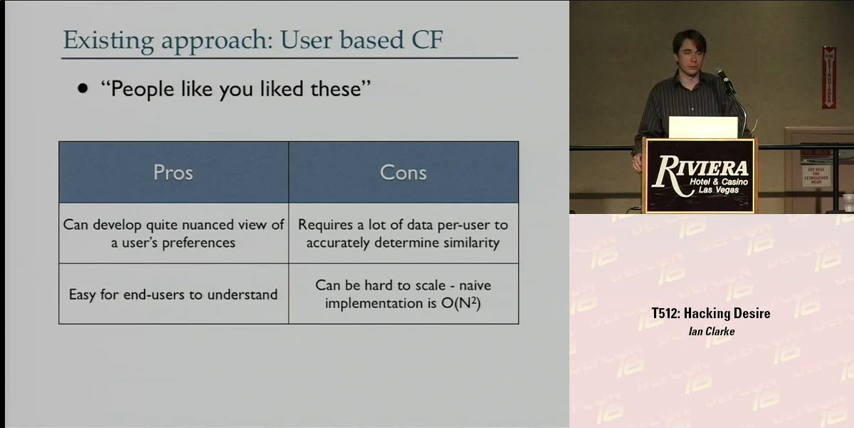 Existing approach: User based CF
• “People like you liked these”
Pros
Cons
Can develop quite nuanced view of
a user’s preferences
Requires a lot of data per-user to
accurately determine similarity
Easy for end-users to understand
Can be hard to scale - naive
implementation is O(N²)
RIVIERA
Hotel & Casino
Las Vegas
T512: Hacking Desire
Ian Clarke